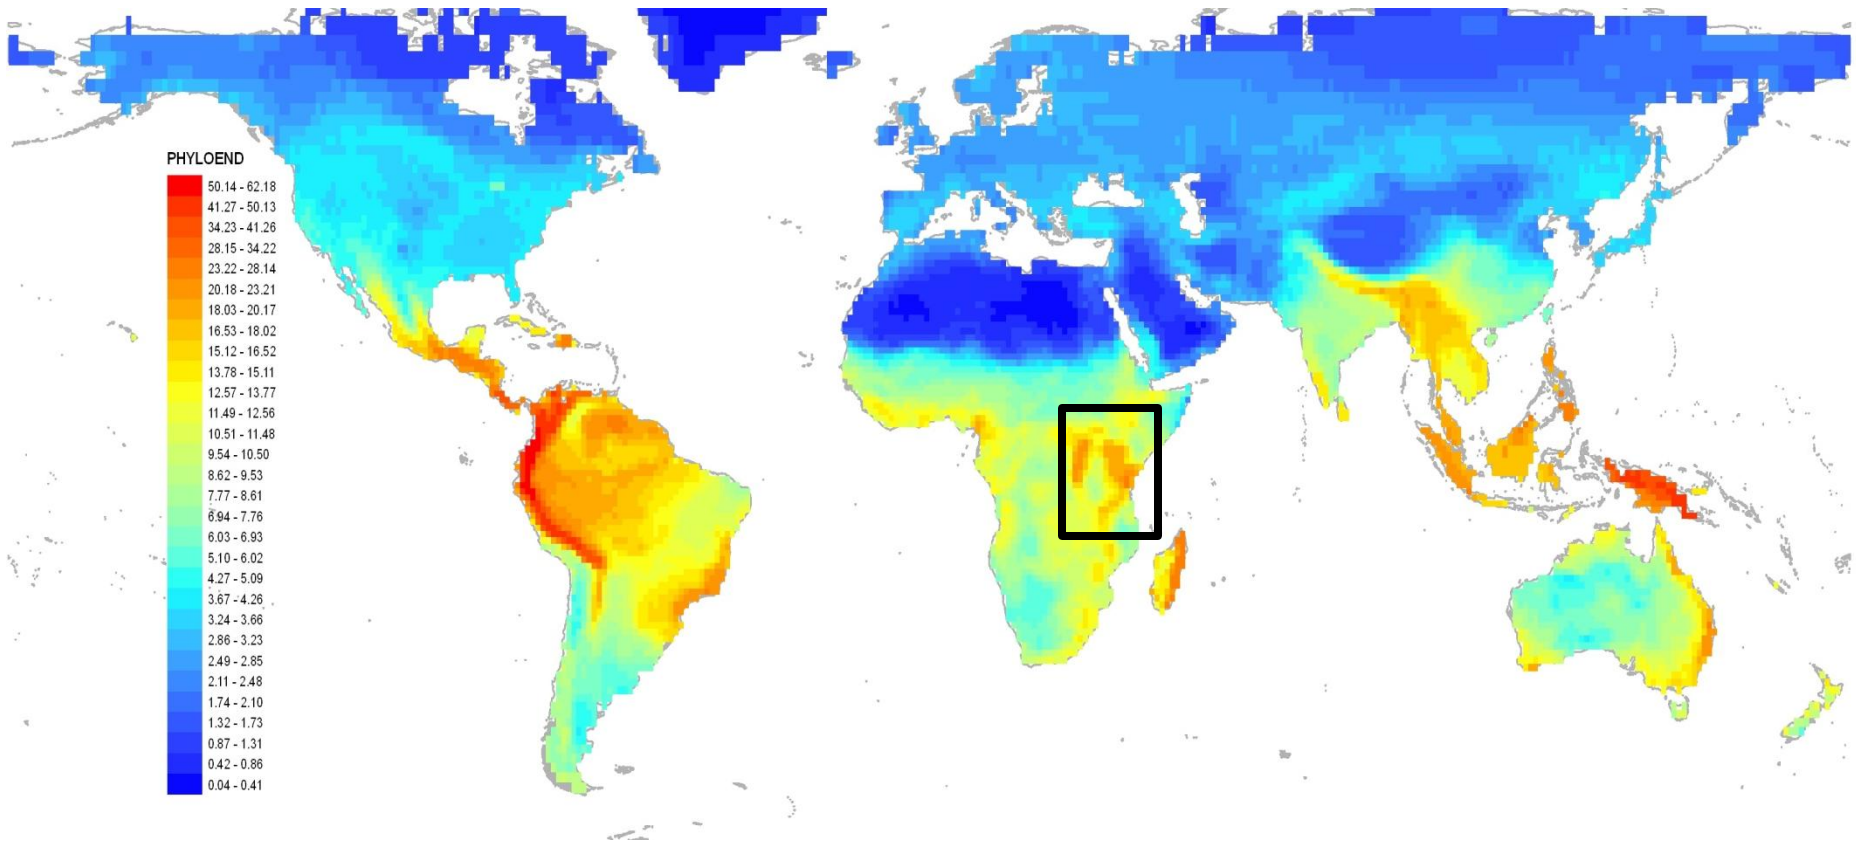 PHYLOEND
50.14 - 62.18
41.27 - 50.13
34.23 - 41.26
28.15 - 34.22
23.22 - 28.14
20.18 - 23.21
18.03 - 20.17
16.53 - 18.02
15.12 - 16.52
13.78 - 15.11
12.57 - 13.77
11.49 - 12.56
10.51 - 11.48
9.54 - 10.50
8.62 - 9.53
7.77 - 8.61
6.94 - 7.76
6.03 - 6.93
5.10 - 6.02
4.27 - 5.09
3.67 - 4.26
3.24 - 3.66
2.86 - 3.23
2.49 - 2.85
2.11 - 2.48
1.74 - 2.10
1.32 - 1.73
0.87 - 1.31
0.42 - 0.86
0.04 - 0.41